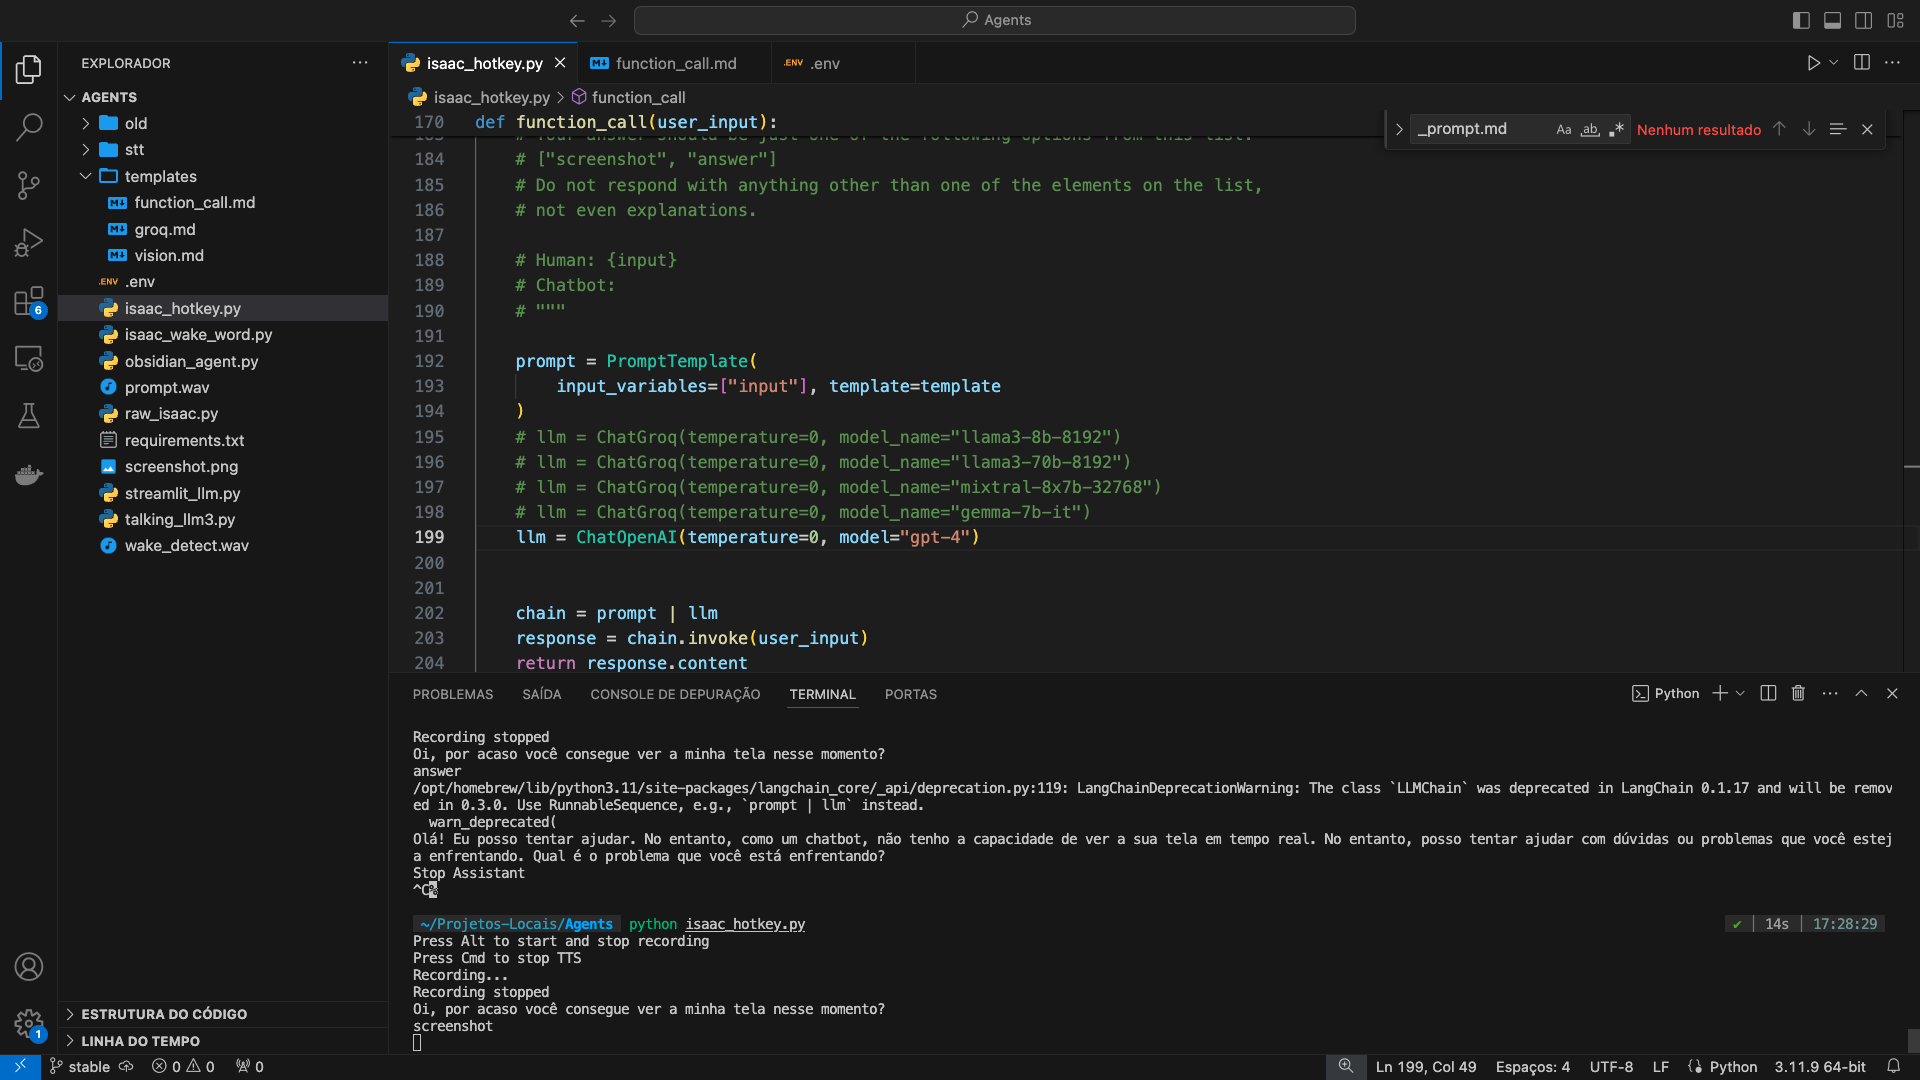 Agents
EXPLORADOR
AGENTS
old
stt
templates
function_call.md
groq.md
vision.md
.ENV .env
isaac_hotkey.py
isaac_wake_word.py
obsidian_agent.py
prompt.wav
raw_isaac.py
requirements.txt
screenshot.png
streamlit_llm.py
talking_llm3.py
wake_detect.wav
6
1
ESTRUTURA DO CÓDIGO
LINHA DO TEMPO
isaac_hotkey.py
function_call.md
.ENV .env
isaac_hotkey.py > function_call
_prompt.md Aa ab .* Nenhum resultado
170 def function_call(user_input):
183 # Your answer should be just one of the following options from this list:
184 # ["screenshot", "answer"]
185 # Do not respond with anything other than one of the elements on the list,
186 # not even explanations.
187
188 # Human: {input}
189 # Chatbot:
190 # """
191
192 prompt = PromptTemplate(
193 input_variables=["input"], template=template
194 )
195 # llm = ChatGroq(temperature=0, model_name="llama3-8b-8192")
196 # llm = ChatGroq(temperature=0, model_name="llama3-70b-8192")
197 # llm = ChatGroq(temperature=0, model_name="mixtral-8x7b-32768")
198 # llm = ChatGroq(temperature=0, model_name="gemma-7b-it")
199 llm = ChatOpenAI(temperature=0, model="gpt-4")
200
201
202 chain = prompt | llm
203 response = chain.invoke(user_input)
204 return response.content
PROBLEMAS SAÍDA CONSOLE DE DEPURAÇÃO TERMINAL PORTAS
Python
Recording stopped
Oi, por acaso você consegue ver a minha tela nesse momento?
answer
/opt/homebrew/lib/python3.11/site-packages/langchain_core/_api/deprecation.py:119: LangChainDeprecationWarning: The class `LLMChain` was deprecated in LangChain 0.1.17 and will be remov
ed in 0.3.0. Use RunnableSequence, e.g., `prompt | llm` instead.
warn_deprecated(
Olá! Eu posso tentar ajudar. No entanto, como um chatbot, não tenho a capacidade de ver a sua tela em tempo real. No entanto, posso tentar ajudar com dúvidas ou problemas que você estej
a enfrentando. Qual é o problema que você está enfrentando?
Stop Assistant
^C%
~/Projetos-Locais/Agents python isaac_hotkey.py ✔ 14s 17:28:29
Press Alt to start and stop recording
Press Cmd to stop TTS
Recording...
Recording stopped
Oi, por acaso você consegue ver a minha tela nesse momento?
screenshot
stable 0 0 0 Ln 199, Col 49 Espaços: 4 UTF-8 LF Python 3.11.9 64-bit